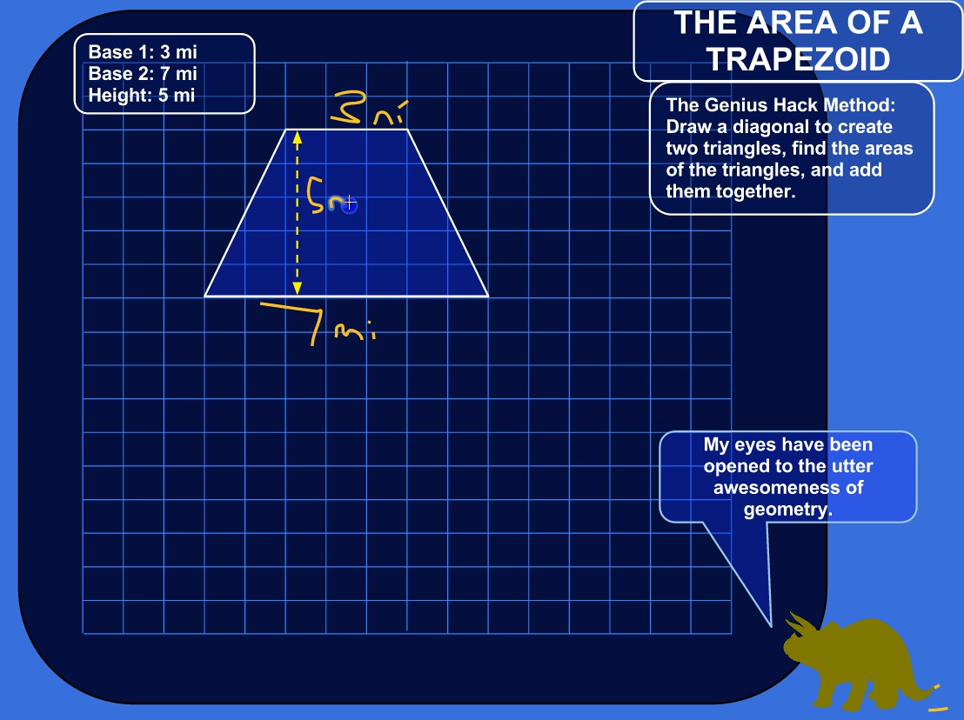 THE AREA OF A
TRAPEZOID
Base 1: 3 mi
Base 2: 7 mi
Height: 5 mi
The Genius Hack Method:
Draw a diagonal to create
two triangles, find the areas
of the triangles, and add
them together.
3 mi
5 m
7 mi
My eyes have been
opened to the utter
awesomeness of
geometry.